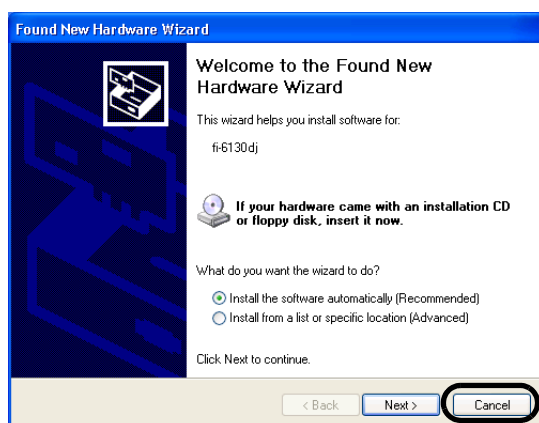 Found New Hardware Wizard
Welcome to the Found New
Hardware Wizard
This wizard helps you install software for:
fi-6130dj
If your hardware came with an installation CD
or floppy disk, insert it now.
What do you want the wizard to do?
Install the software automatically (Recommended)
Install from a list or specific location (Advanced)
Click Next to continue.
< Back Next > Cancel